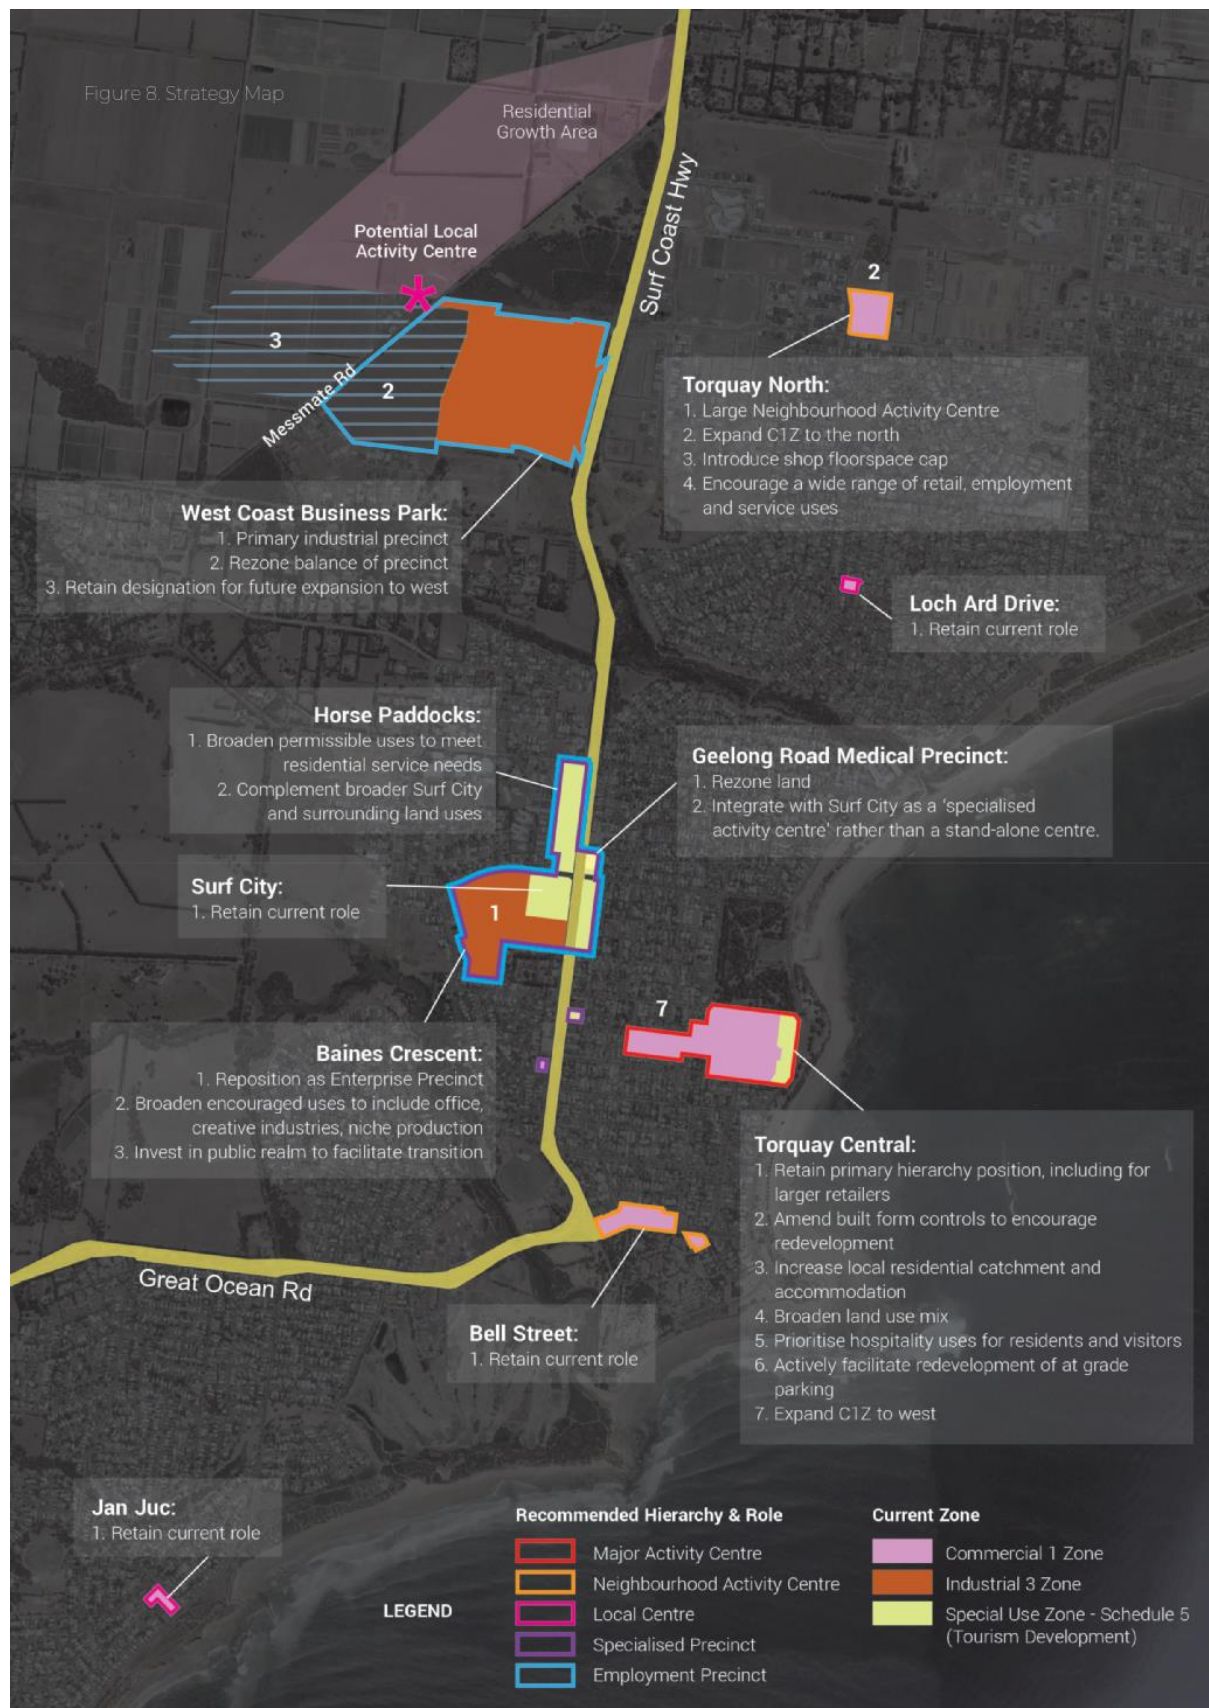 Figure 8. Strategy Map
Residential
Growth Area
Surf Coast Hwy
Potential Local
Activity Centre
2
3
2
Messmate Rd
Torquay North:
1. Large Neighbourhood Activity Centre
2. Expand C1Z to the north
3. Introduce shop floorspace cap
4. Encourage a wide range of retail, employment
and service uses
West Coast Business Park:
1. Primary industrial precinct
2. Rezone balance of precinct
3. Retain designation for future expansion to west
Loch Ard Drive:
1. Retain current role
Horse Paddocks:
1. Broaden permissible uses to meet
residential service needs
2. Complement broader Surf City
and surrounding land uses
Geelong Road Medical Precinct:
1. Rezone land
2. Integrate with Surf City as a ‘specialised
activity centre’ rather than a stand-alone centre.
Surf City:
1. Retain current role
1
7
Baines Crescent:
1. Reposition as Enterprise Precinct
2. Broaden encouraged uses to include office,
creative industries, niche production
3. Invest in public realm to facilitate transition
Torquay Central:
1. Retain primary hierarchy position, including for
larger retailers
2. Amend built form controls to encourage
redevelopment
3. Increase local residential catchment and
accommodation
4. Broaden land use mix
5. Prioritise hospitality uses for residents and visitors
6. Actively facilitate redevelopment of at grade
parking
7. Expand C1Z to west
Great Ocean Rd
Bell Street:
1. Retain current role
Jan Juc:
1. Retain current role
LEGEND
Recommended Hierarchy & Role
Major Activity Centre
Neighbourhood Activity Centre
Local Centre
Specialised Precinct
Employment Precinct
Current Zone
Commercial 1 Zone
Industrial 3 Zone
Special Use Zone - Schedule 5
(Tourism Development)